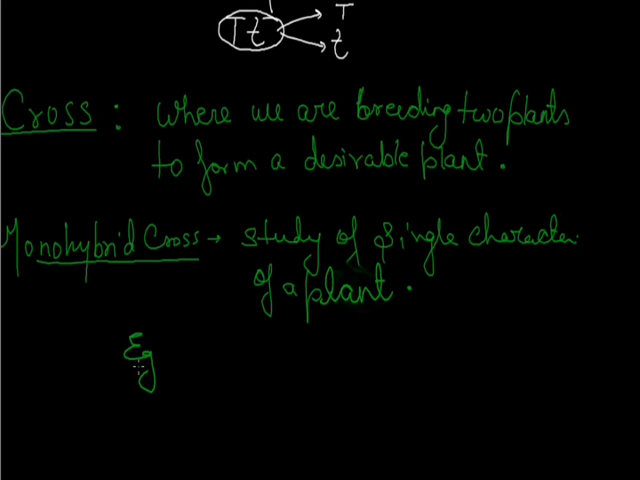 T
Tt
t
Cross : where we are breeding two plants
to form a desirable plant.
Monohybrid Cross → study of single character
of a plant.
Eg